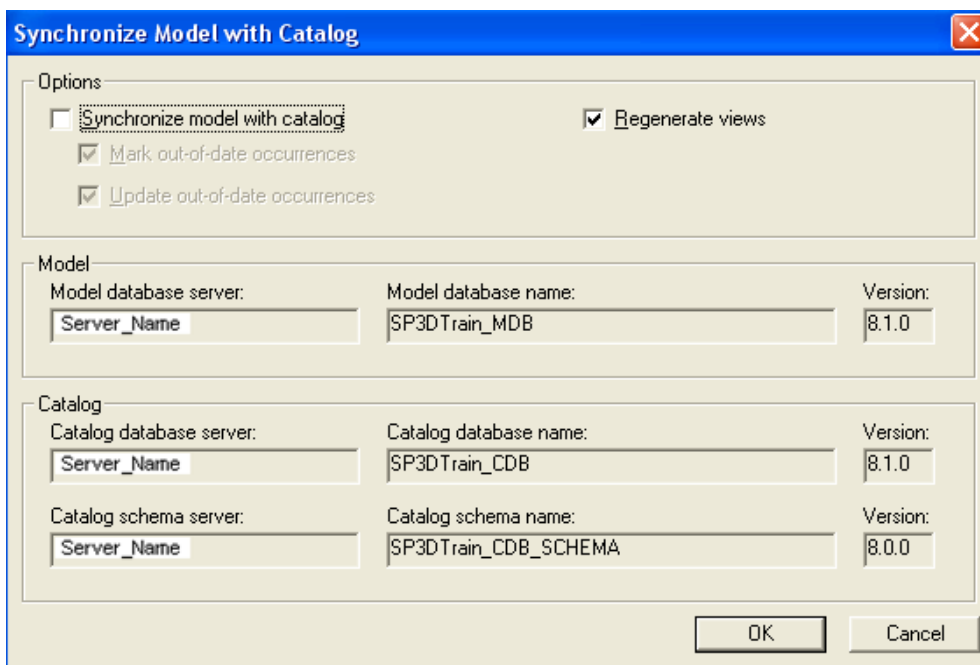 Synchronize Model with Catalog
Options
Synchronize model with catalog
Regenerate views
Mark out-of-date occurrences
Update out-of-date occurrences
Model
Model database server: Model database name: Version:
Server_Name SP3DTrain_MDB 8.1.0
Catalog
Catalog database server: Catalog database name: Version:
Server_Name SP3DTrain_CDB 8.1.0
Catalog schema server: Catalog schema name: Version:
Server_Name SP3DTrain_CDB_SCHEMA 8.0.0
OK Cancel